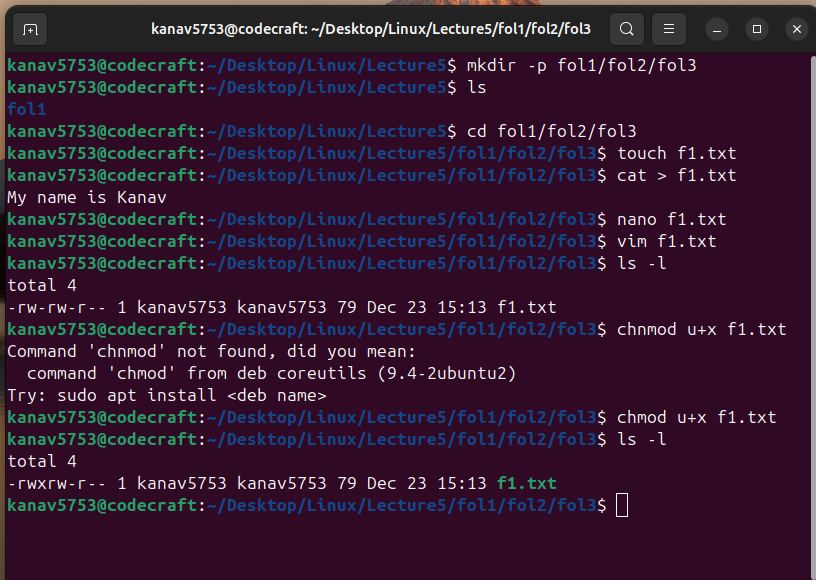 kanav5753@codecraft: ~/Desktop/Linux/Lecture5/fol1/fol2/fol3
kanav5753@codecraft:~/Desktop/Linux/Lecture5$ mkdir -p fol1/fol2/fol3
kanav5753@codecraft:~/Desktop/Linux/Lecture5$ ls
fol1
kanav5753@codecraft:~/Desktop/Linux/Lecture5$ cd fol1/fol2/fol3
kanav5753@codecraft:~/Desktop/Linux/Lecture5/fol1/fol2/fol3$ touch f1.txt
kanav5753@codecraft:~/Desktop/Linux/Lecture5/fol1/fol2/fol3$ cat > f1.txt
My name is Kanav
kanav5753@codecraft:~/Desktop/Linux/Lecture5/fol1/fol2/fol3$ nano f1.txt
kanav5753@codecraft:~/Desktop/Linux/Lecture5/fol1/fol2/fol3$ vim f1.txt
kanav5753@codecraft:~/Desktop/Linux/Lecture5/fol1/fol2/fol3$ ls -l
total 4
-rw-rw-r-- 1 kanav5753 kanav5753 79 Dec 23 15:13 f1.txt
kanav5753@codecraft:~/Desktop/Linux/Lecture5/fol1/fol2/fol3$ chnmod u+x f1.txt
Command 'chnmod' not found, did you mean:
  command 'chmod' from deb coreutils (9.4-2ubuntu2)
Try: sudo apt install <deb name>
kanav5753@codecraft:~/Desktop/Linux/Lecture5/fol1/fol2/fol3$ chmod u+x f1.txt
kanav5753@codecraft:~/Desktop/Linux/Lecture5/fol1/fol2/fol3$ ls -l
total 4
-rwxrw-r-- 1 kanav5753 kanav5753 79 Dec 23 15:13 f1.txt
kanav5753@codecraft:~/Desktop/Linux/Lecture5/fol1/fol2/fol3$